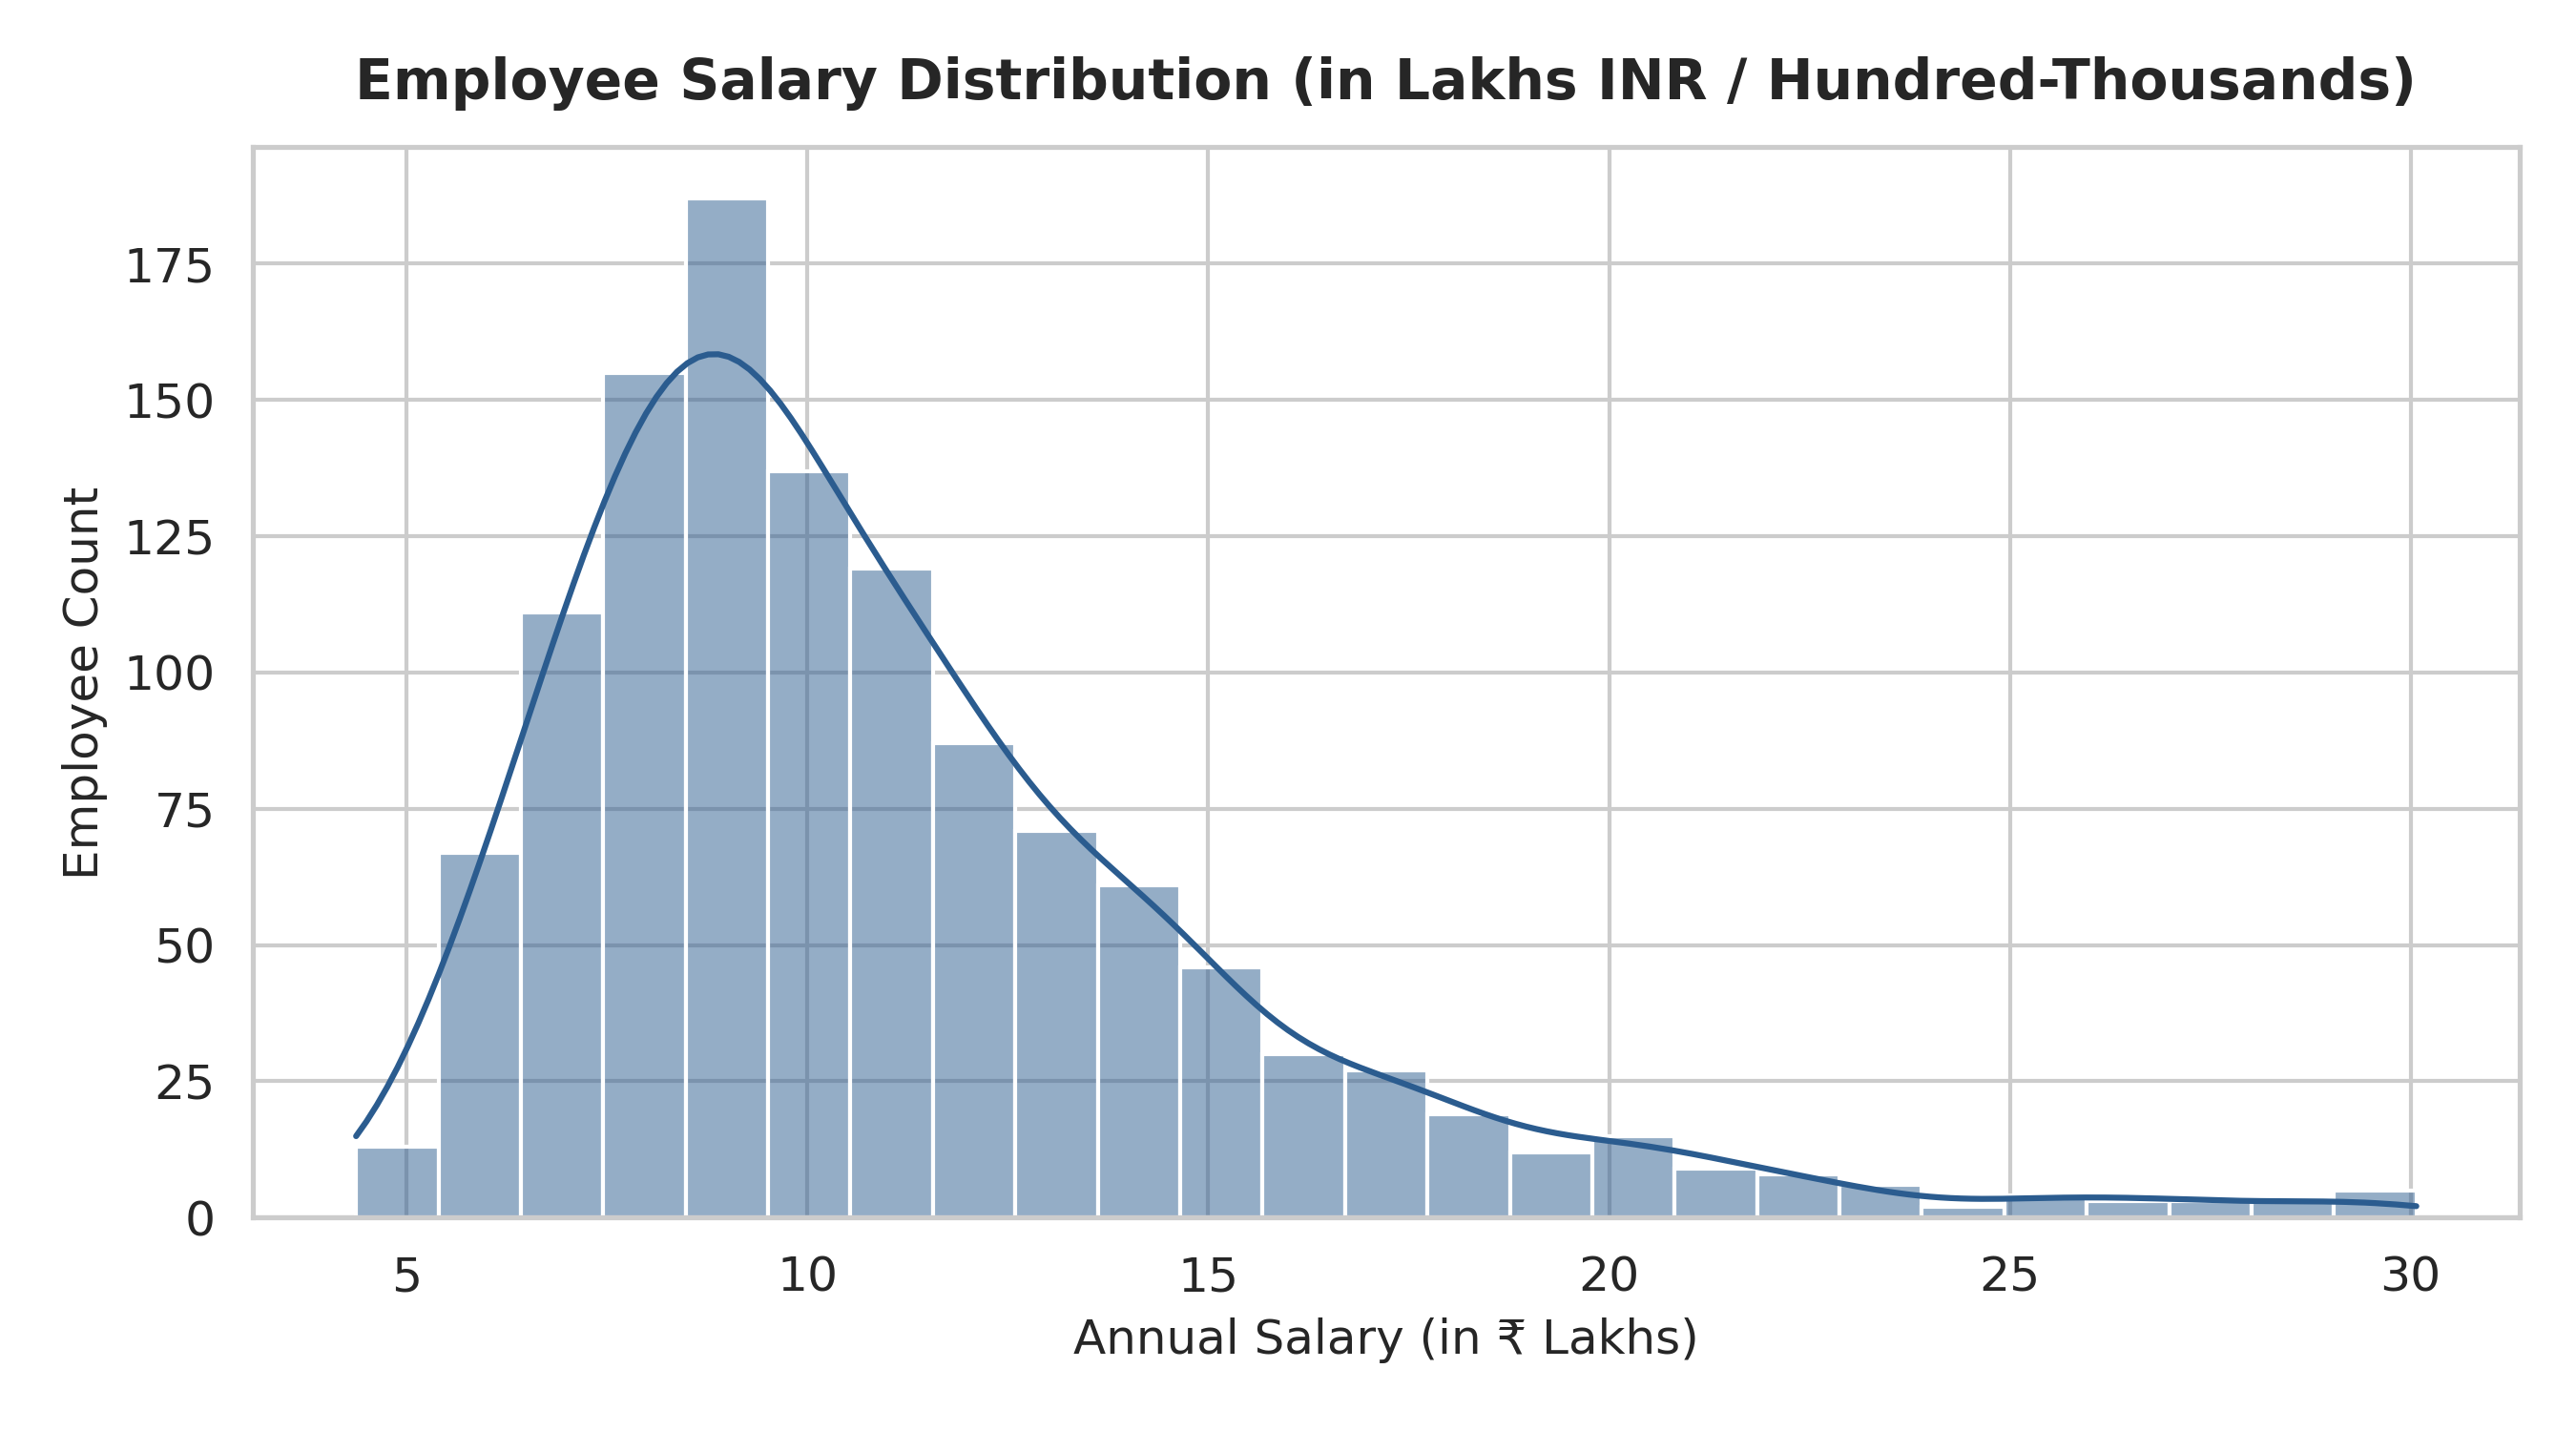 Employee Salary Distribution (in Lakhs INR / Hundred-Thousands)
Employee Count
175
150
125
100
75
50
25
0
5 10 15 20 25 30
Annual Salary (in ₹ Lakhs)